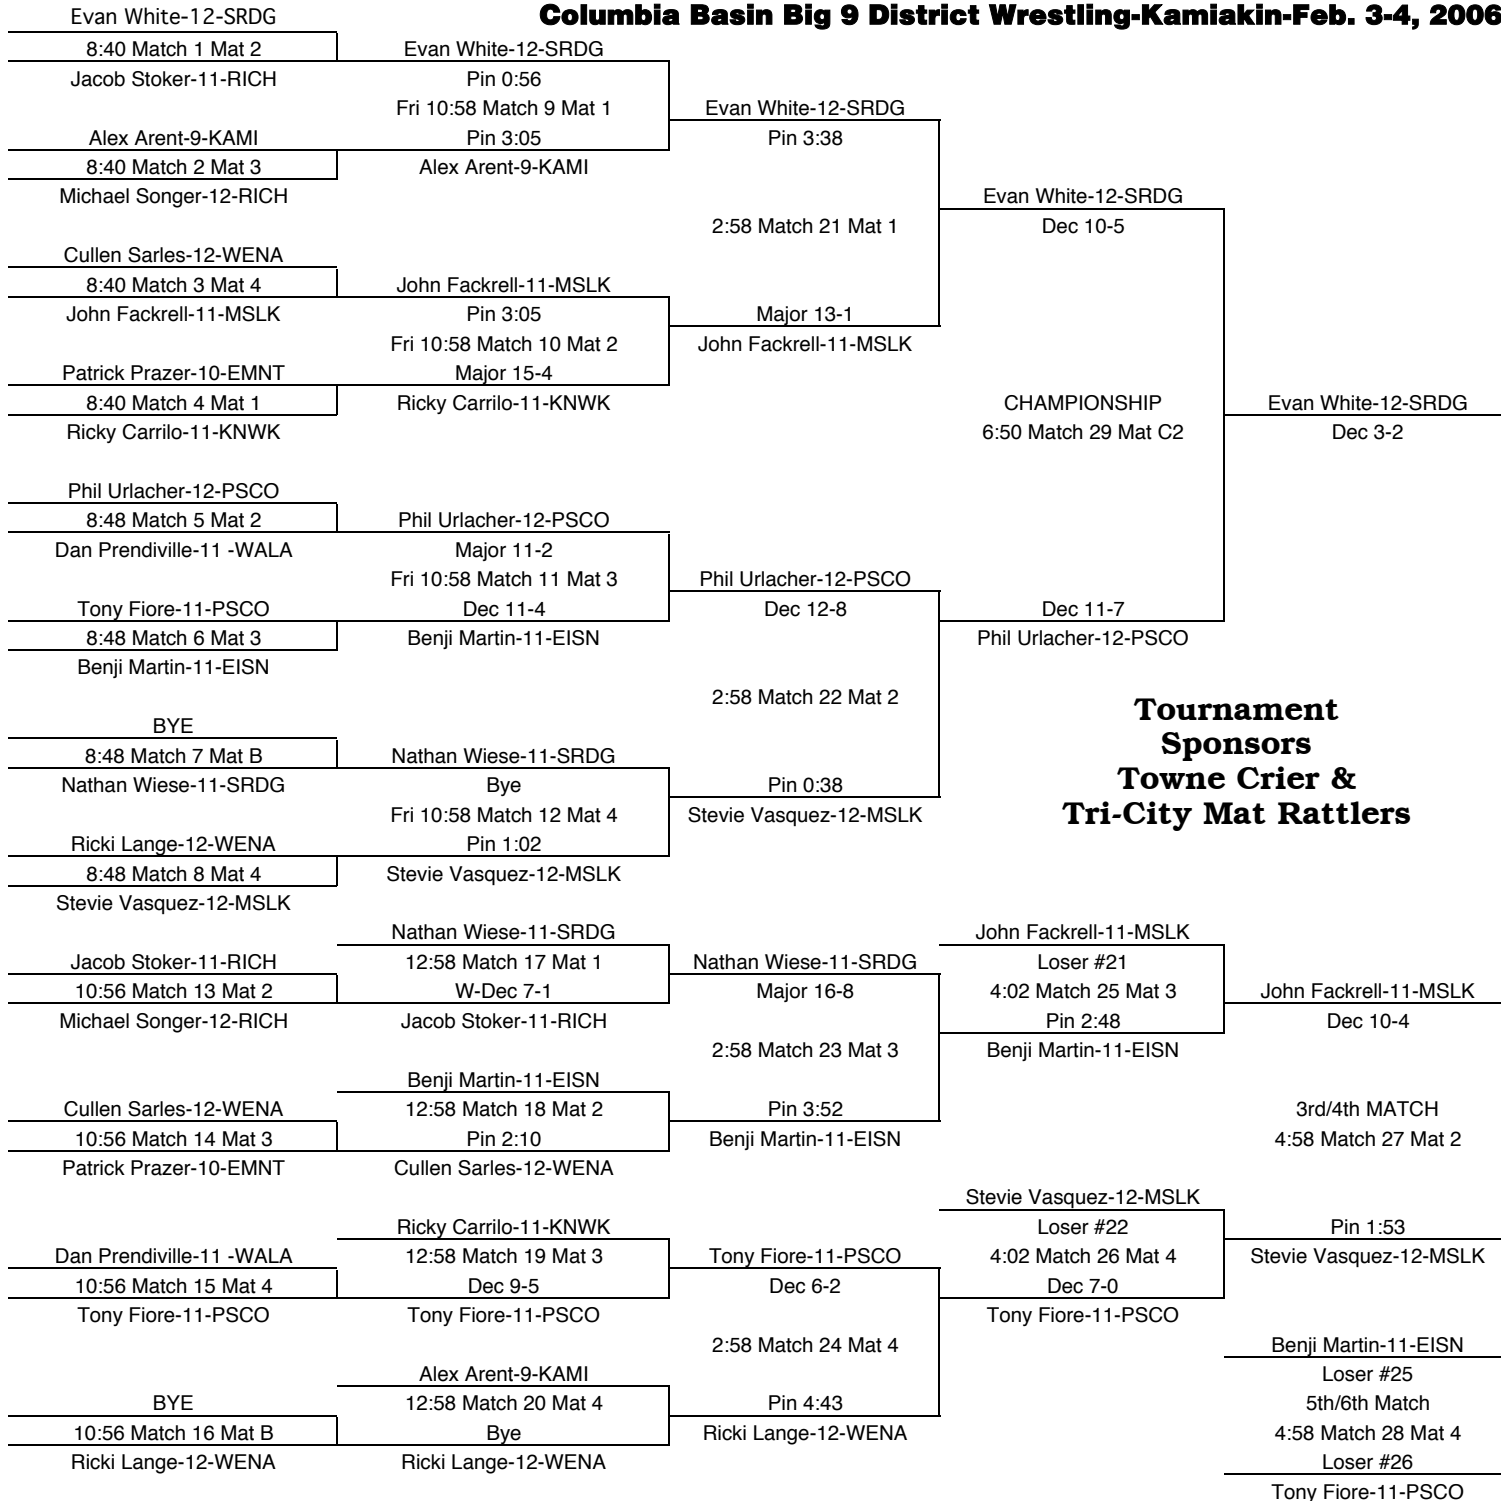 Columbia Basin Big 9 District Wrestling-Kamiakin-Feb. 3-4, 2006
Evan White-12-SRDG
8:40 Match 1 Mat 2
Jacob Stoker-11-RICH
Alex Arent-9-KAMI
8:40 Match 2 Mat 3
Michael Songer-12-RICH
Cullen Sarles-12-WENA
8:40 Match 3 Mat 4
John Fackrell-11-MSLK
Patrick Prazer-10-EMNT
8:40 Match 4 Mat 1
Ricky Carrilo-11-KNWK
Phil Urlacher-12-PSCO
8:48 Match 5 Mat 2
Dan Prendiville-11 -WALA
Tony Fiore-11-PSCO
8:48 Match 6 Mat 3
Benji Martin-11-EISN
BYE
8:48 Match 7 Mat B
Nathan Wiese-11-SRDG
Ricki Lange-12-WENA
8:48 Match 8 Mat 4
Stevie Vasquez-12-MSLK
Evan White-12-SRDG
Pin 0:56
Fri 10:58 Match 9 Mat 1
Pin 3:05
Alex Arent-9-KAMI
John Fackrell-11-MSLK
Pin 3:05
Fri 10:58 Match 10 Mat 2
Major 15-4
Ricky Carrilo-11-KNWK
Phil Urlacher-12-PSCO
Major 11-2
Fri 10:58 Match 11 Mat 3
Dec 11-4
Benji Martin-11-EISN
Nathan Wiese-11-SRDG
Bye
Fri 10:58 Match 12 Mat 4
Pin 1:02
Stevie Vasquez-12-MSLK
Evan White-12-SRDG
Pin 3:38
2:58 Match 21 Mat 1
Major 13-1
John Fackrell-11-MSLK
Phil Urlacher-12-PSCO
Dec 12-8
2:58 Match 22 Mat 2
Pin 0:38
Stevie Vasquez-12-MSLK
Evan White-12-SRDG
Dec 10-5
CHAMPIONSHIP
6:50 Match 29 Mat C2
Dec 11-7
Phil Urlacher-12-PSCO
Evan White-12-SRDG
Dec 3-2
Tournament
Sponsors
Towne Crier &
Tri-City Mat Rattlers
Jacob Stoker-11-RICH
10:56 Match 13 Mat 2
Michael Songer-12-RICH
Cullen Sarles-12-WENA
10:56 Match 14 Mat 3
Patrick Prazer-10-EMNT
Dan Prendiville-11 -WALA
10:56 Match 15 Mat 4
Tony Fiore-11-PSCO
BYE
10:56 Match 16 Mat B
Ricki Lange-12-WENA
Nathan Wiese-11-SRDG
12:58 Match 17 Mat 1
W-Dec 7-1
Jacob Stoker-11-RICH
Benji Martin-11-EISN
12:58 Match 18 Mat 2
Pin 2:10
Cullen Sarles-12-WENA
Ricky Carrilo-11-KNWK
12:58 Match 19 Mat 3
Dec 9-5
Tony Fiore-11-PSCO
Alex Arent-9-KAMI
12:58 Match 20 Mat 4
Bye
Ricki Lange-12-WENA
Nathan Wiese-11-SRDG
Major 16-8
2:58 Match 23 Mat 3
Pin 3:52
Benji Martin-11-EISN
Tony Fiore-11-PSCO
Dec 6-2
2:58 Match 24 Mat 4
Pin 4:43
Ricki Lange-12-WENA
John Fackrell-11-MSLK
Loser #21
4:02 Match 25 Mat 3
Pin 2:48
Benji Martin-11-EISN
Stevie Vasquez-12-MSLK
Loser #22
4:02 Match 26 Mat 4
Dec 7-0
Tony Fiore-11-PSCO
John Fackrell-11-MSLK
Dec 10-4
3rd/4th MATCH
4:58 Match 27 Mat 2
Pin 1:53
Stevie Vasquez-12-MSLK
Benji Martin-11-EISN
Loser #25
5th/6th Match
4:58 Match 28 Mat 4
Loser #26
Tony Fiore-11-PSCO